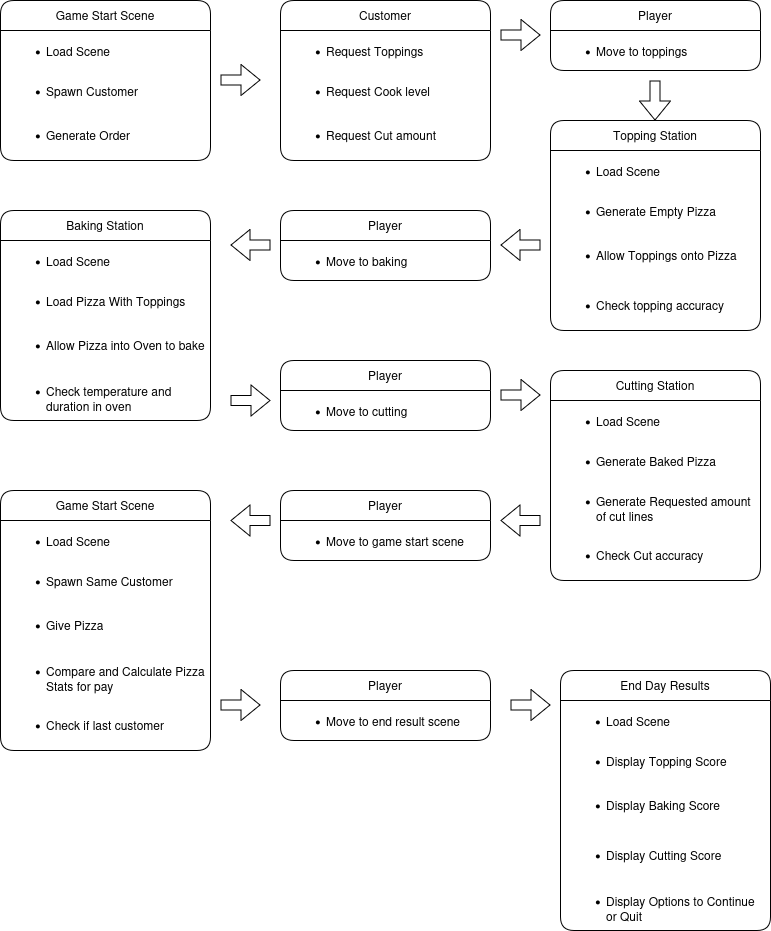 Game Start Scene
• Load Scene
• Spawn Customer
• Generate Order
Customer
• Request Toppings
• Request Cook level
• Request Cut amount
Player
• Move to toppings
Topping Station
• Load Scene
• Generate Empty Pizza
• Allow Toppings onto Pizza
• Check topping accuracy
Player
• Move to baking
Baking Station
• Load Scene
• Load Pizza With Toppings
• Allow Pizza into Oven to bake
• Check temperature and
duration in oven
Player
• Move to cutting
Cutting Station
• Load Scene
• Generate Baked Pizza
• Generate Requested amount
of cut lines
• Check Cut accuracy
Player
• Move to game start scene
Game Start Scene
• Load Scene
• Spawn Same Customer
• Give Pizza
• Compare and Calculate Pizza
Stats for pay
• Check if last customer
Player
• Move to end result scene
End Day Results
• Load Scene
• Display Topping Score
• Display Baking Score
• Display Cutting Score
• Display Options to Continue
or Quit